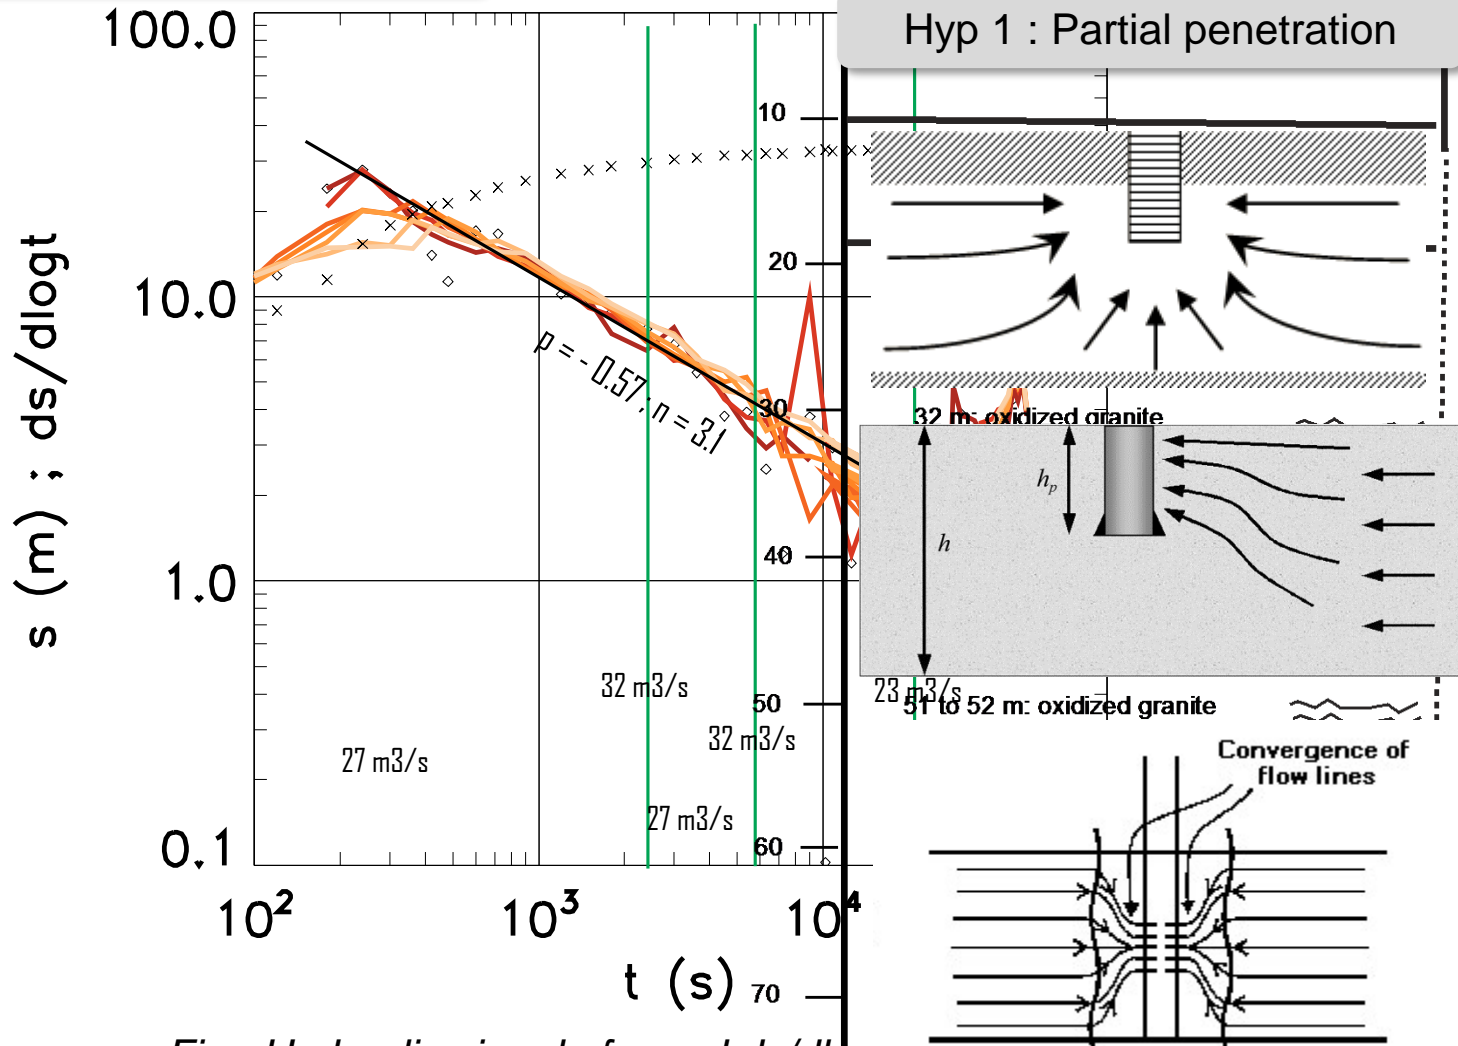 Hyp 1 : Partial penetration
100.0
10.0
1.0
0.1
s (m) ; ds/dlogt
10²
10³
10⁴
t (s)
p = - 0.57; n = 3.1
10
20
30
40
50
60
70
32 m3/s
32 m3/s
27 m3/s
27 m3/s
32 m: oxidized granite
h_p
h
23 m3/s
51 to 52 m: oxidized granite
Convergence of
flow lines